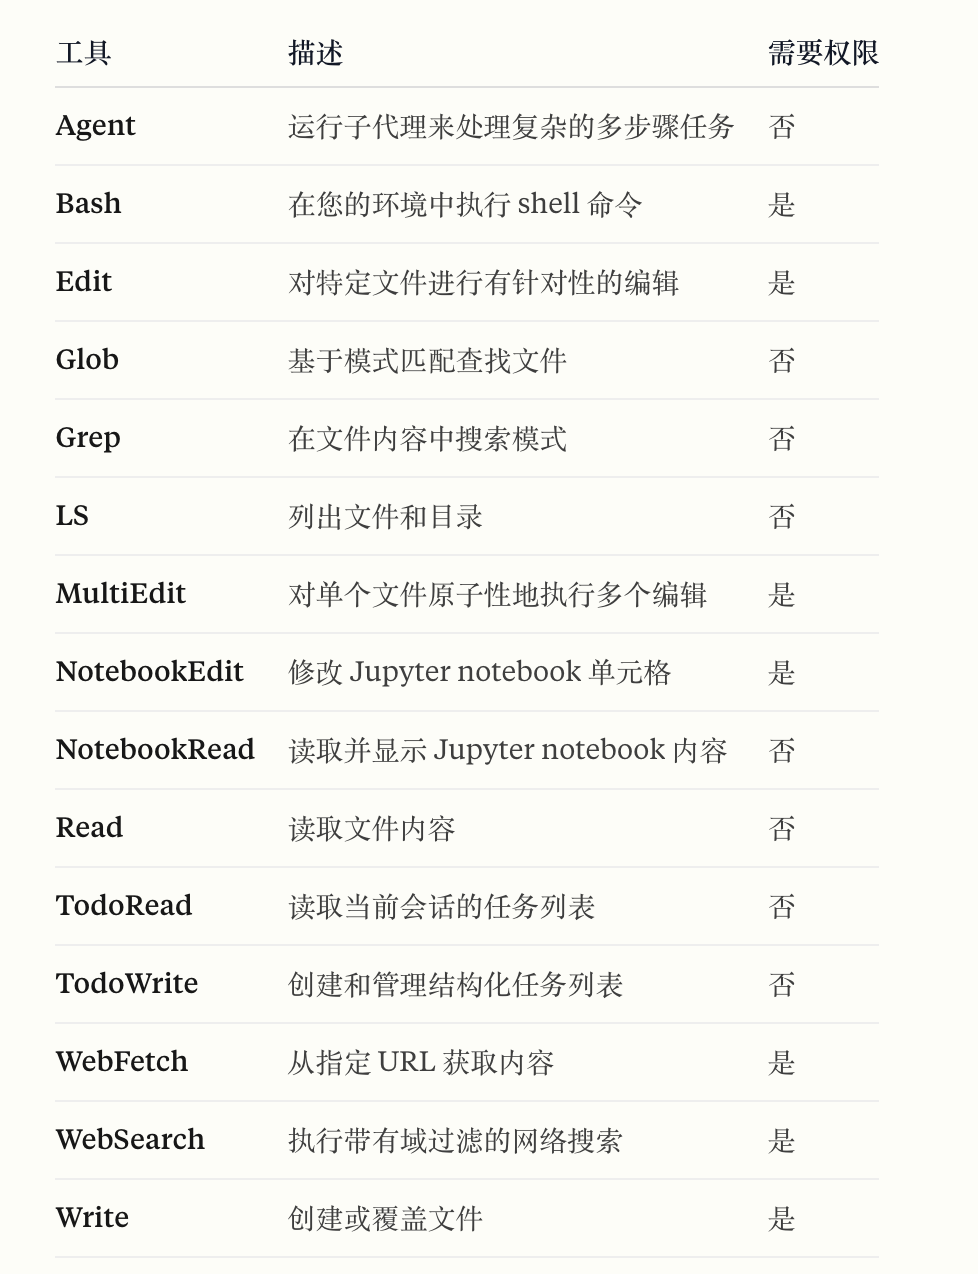 工具 描述 需要权限
Agent 运行子代理来处理复杂的多步骤任务 否
Bash 在您的环境中执行 shell 命令 是
Edit 对特定文件进行有针对性的编辑 是
Glob 基于模式匹配查找文件 否
Grep 在文件内容中搜索模式 否
LS 列出文件和目录 否
MultiEdit 对单个文件原子性地执行多个编辑 是
NotebookEdit 修改 Jupyter notebook 单元格 是
NotebookRead 读取并显示 Jupyter notebook 内容 否
Read 读取文件内容 否
TodoRead 读取当前会话的任务列表 否
TodoWrite 创建和管理结构化任务列表 否
WebFetch 从指定 URL 获取内容 是
WebSearch 执行带有域过滤的网络搜索 是
Write 创建或覆盖文件 是